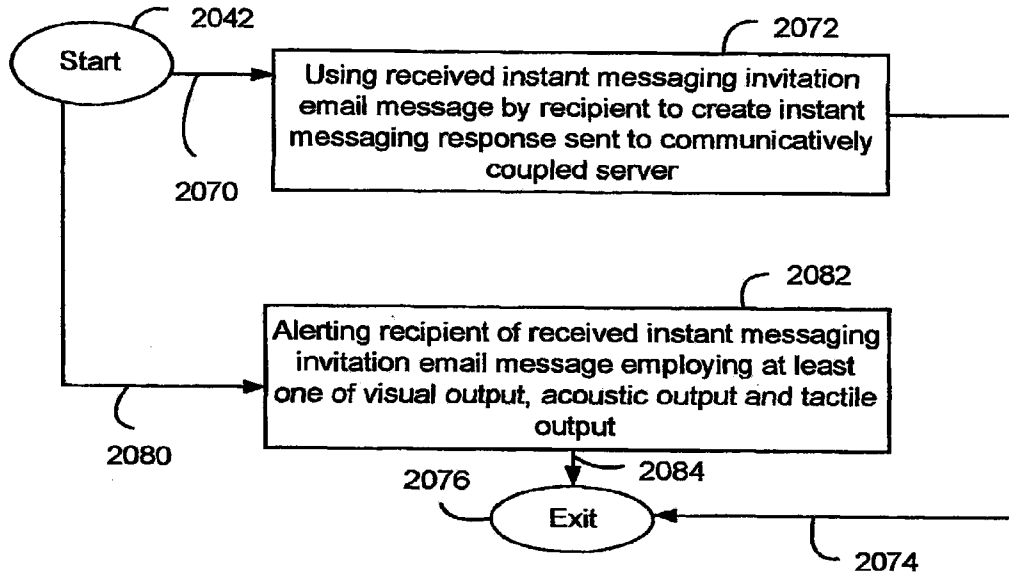 2042
Start
2072
Using received instant messaging invitation
email message by recipient to create instant
messaging response sent to communicatively
coupled server
2070
2082
Alerting recipient of received instant messaging
invitation email message employing at least
one of visual output, acoustic output and tactile
output
2080
2084
2076
Exit
2074